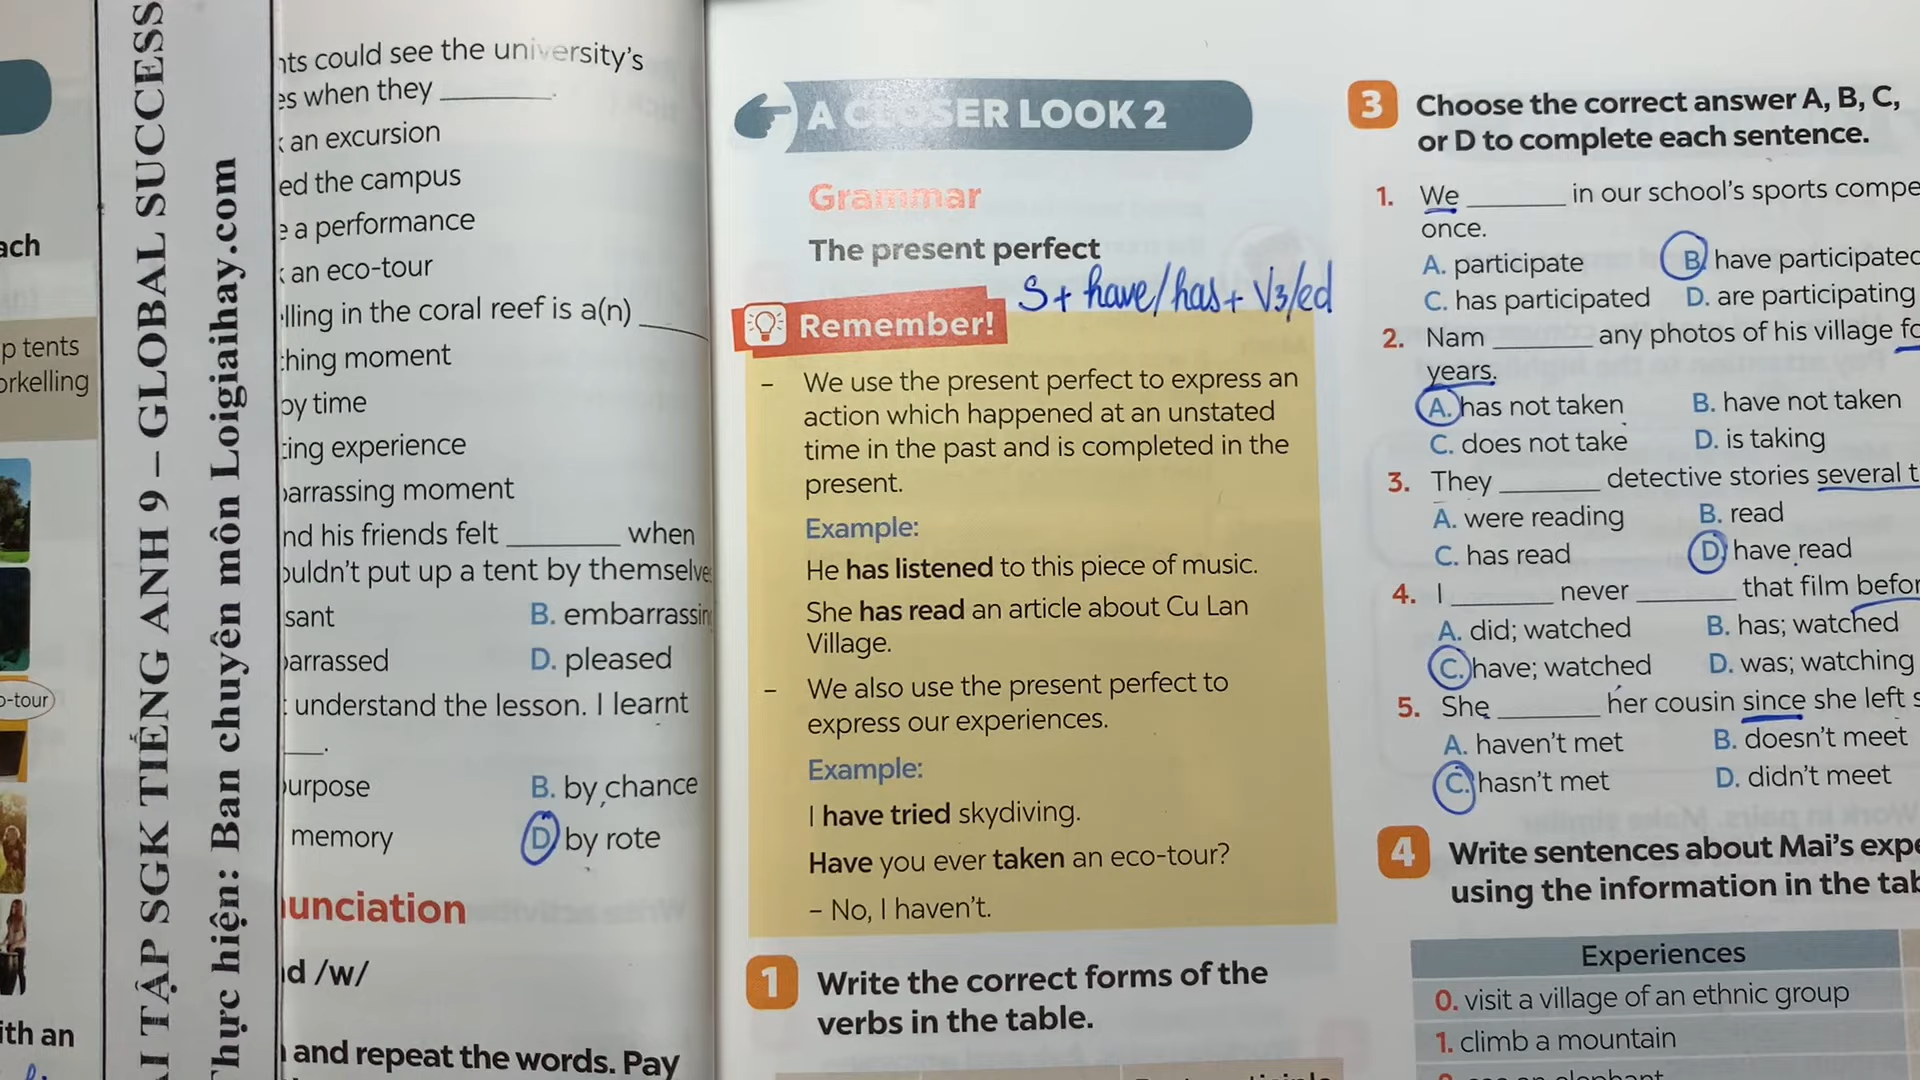 ach
p tents
orkelling
o-tour
ith an
BÀI TẬP SGK TIẾNG ANH 9 – GLOBAL SUCCESS
Thực hiện: Ban chuyên môn Loigiaihay.com
nts could see the university's
es when they ________.
k an excursion
ed the campus
e a performance
k an eco-tour
elling in the coral reef is a(n) ____
ching moment
by time
ting experience
barrassing moment
nd his friends felt ________ when
ouldn't put up a tent by themselves
sant
B. embarrassing
barrassed
D. pleased
t understand the lesson. I learnt
____.
purpose
B. by chance
memory
D. by rote
nunciation
nd /w/
n and repeat the words. Pay
A CLOSER LOOK 2
Grammar
The present perfect
S + have/has + V3/ed
Remember!
– We use the present perfect to express an
action which happened at an unstated
time in the past and is completed in the
present.
Example:
He has listened to this piece of music.
She has read an article about Cu Lan
Village.
– We also use the present perfect to
express our experiences.
Example:
I have tried skydiving.
Have you ever taken an eco-tour?
– No, I haven't.
1 Write the correct forms of the
verbs in the table.
3 Choose the correct answer A, B, C,
or D to complete each sentence.
1. We ________ in our school's sports compe
once.
A. participate B. have participated
C. has participated D. are participating
2. Nam ________ any photos of his village fo
years.
A. has not taken B. have not taken
C. does not take D. is taking
3. They ________ detective stories several t
A. were reading B. read
C. has read D. have read
4. I ________ never ________ that film befor
A. did; watched B. has; watched
C. have; watched D. was; watching
5. She ________ her cousin since she left s
A. haven't met B. doesn't meet
C. hasn't met D. didn't meet
4 Write sentences about Mai's expe
using the information in the tab
Experiences
0. visit a village of an ethnic group
1. climb a mountain